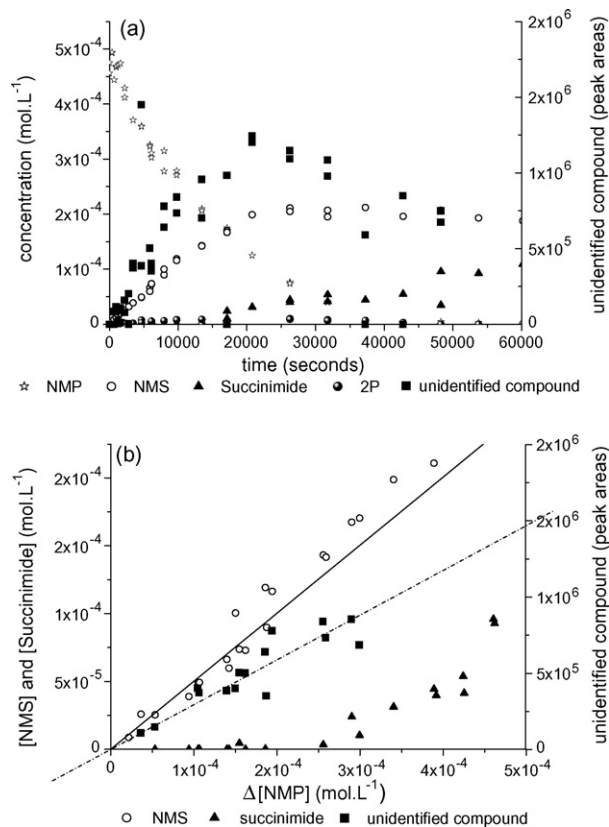 (a)
5x10⁻⁴
4x10⁻⁴
3x10⁻⁴
2x10⁻⁴
1x10⁻⁴
0
concentration (mol.L⁻¹)
2x10⁶
2x10⁶
1x10⁶
5x10⁵
0
unidentified compound (peak areas)
0 10000 20000 30000 40000 50000 60000
time (seconds)
☆ NMP ○ NMS ▲ Succinimide 2P ■ unidentified compound
(b)
2x10⁻⁴
2x10⁻⁴
1x10⁻⁴
5x10⁻⁵
0
[NMS] and [Succinimide] (mol.L⁻¹)
2x10⁶
2x10⁶
1x10⁶
5x10⁵
0
unidentified compound (peak areas)
0 1x10⁻⁴ 2x10⁻⁴ 3x10⁻⁴ 4x10⁻⁴ 5x10⁻⁴
Δ[NMP] (mol.L⁻¹)
○ NMS ▲ succinimide ■ unidentified compound